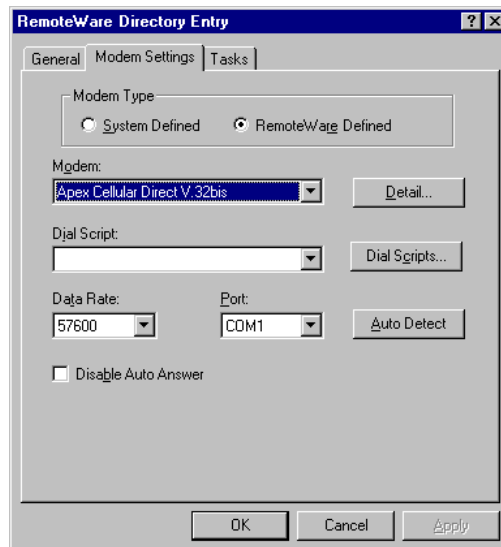 RemoteWare Directory Entry
General Modem Settings Tasks
Modem Type
System Defined RemoteWare Defined
Modem:
Apex Cellular Direct V.32bis Detail...
Dial Script:
Dial Scripts...
Data Rate: Port:
57600 COM1 Auto Detect
Disable Auto Answer
OK Cancel Apply